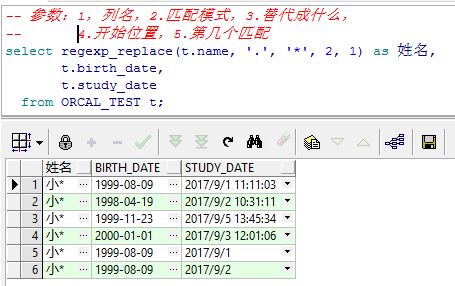 -- 参数：1，列名，2.匹配模式，3.替代成什么，
-- 4.开始位置，5.第几个匹配
select regexp_replace(t.name, '.', '*', 2, 1) as 姓名,
t.birth_date,
t.study_date
from ORCAL_TEST t;
姓名 BIRTH_DATE STUDY_DATE
1 小* ... 1999-08-09 ... 2017/9/1 11:11:03
2 小* ... 1998-04-19 ... 2017/9/2 10:31:11
3 小* ... 1999-11-23 ... 2017/9/5 13:45:34
4 小* ... 2000-01-01 ... 2017/9/3 12:01:06
5 小* ... 1999-08-09 ... 2017/9/1
6 小* ... 1999-08-09 ... 2017/9/2